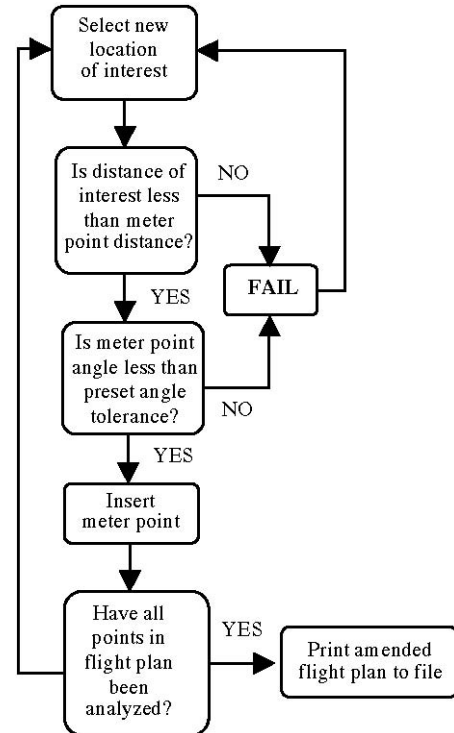 Select new
location
of interest
Is distance of
interest less
than meter
point distance?
NO
FAIL
YES
Is meter point
angle less than
preset angle
tolerance?
NO
YES
Insert
meter point
Have all
points in
flight plan
been
analyzed?
YES
Print amended
flight plan to file